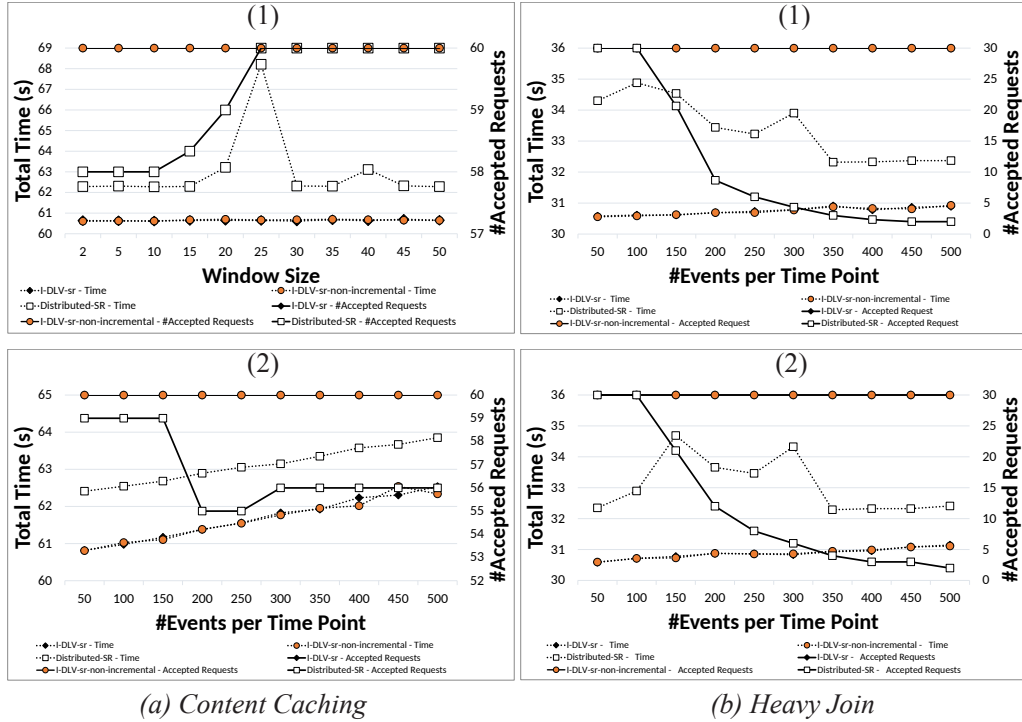 (1)
69
68
67
66
65
64
63
62
61
60
60
59
58
57
Total Time (s)
#Accepted Requests
2 5 10 15 20 25 30 35 40 45 50
Window Size
I-DLV-sr - Time
I-DLV-sr-non-incremental - Time
Distributed-SR - Time
I-DLV-sr - #Accepted Requests
I-DLV-sr-non-incremental - #Accepted Requests
Distributed-SR - #Accepted Requests
(1)
36
35
34
33
32
31
30
30
25
20
15
10
5
0
Total Time (s)
#Accepted Requests
50 100 150 200 250 300 350 400 450 500
#Events per Time Point
I-DLV-sr - Time
I-DLV-sr-non-incremental - Time
Distributed-SR - Time
I-DLV-sr - Accepted Request
I-DLV-sr-non-incremental - Accepted Request
Distributed-SR - Accepted Request
(2)
65
64
63
62
61
60
60
59
58
57
56
55
54
53
52
Total Time (s)
#Accepted Requests
50 100 150 200 250 300 350 400 450 500
#Events per Time Point
I-DLV-sr - Time
I-DLV-sr-non-incremental - Time
Distributed-SR - Time
I-DLV-sr - Accepted Requests
I-DLV-sr-non-incremental - Accepted Requests
Distributed-SR - Accepted Requests
(2)
36
35
34
33
32
31
30
30
25
20
15
10
5
0
Total Time (s)
#Accepted Requests
50 100 150 200 250 300 350 400 450 500
#Events per Time Point
I-DLV-sr - Time
I-DLV-sr-non-incremental - Time
Distributed-SR - Time
I-DLV-sr - Accepted Requests
I-DLV-sr-non-incremental - Accepted Requests
Distributed-SR - Accepted Requests
(a) Content Caching
(b) Heavy Join